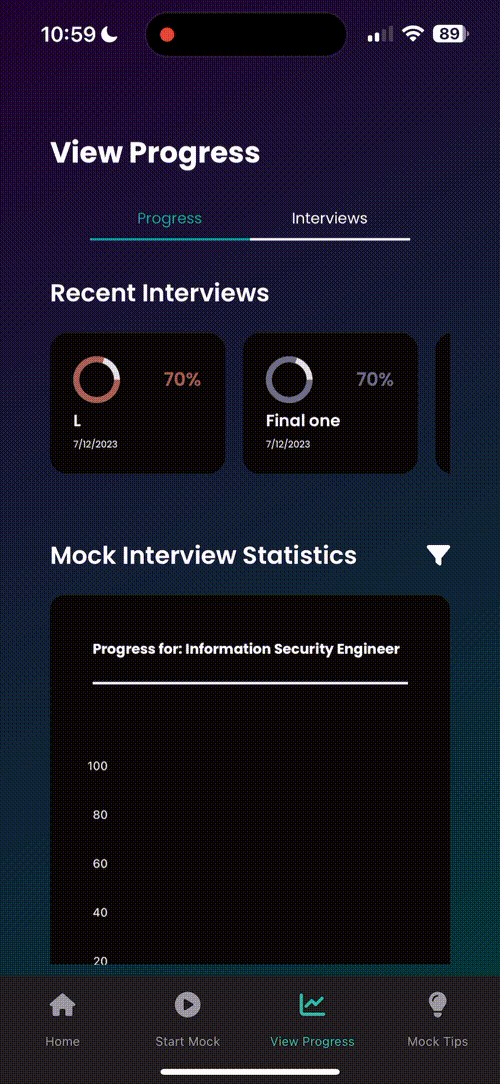 10:59
89
View Progress
Progress Interviews
Recent Interviews
70% 70%
L Final one
7/12/2023 7/12/2023
Mock Interview Statistics
Progress for: Information Security Engineer
100
80
60
40
20
Home Start Mock View Progress Mock Tips